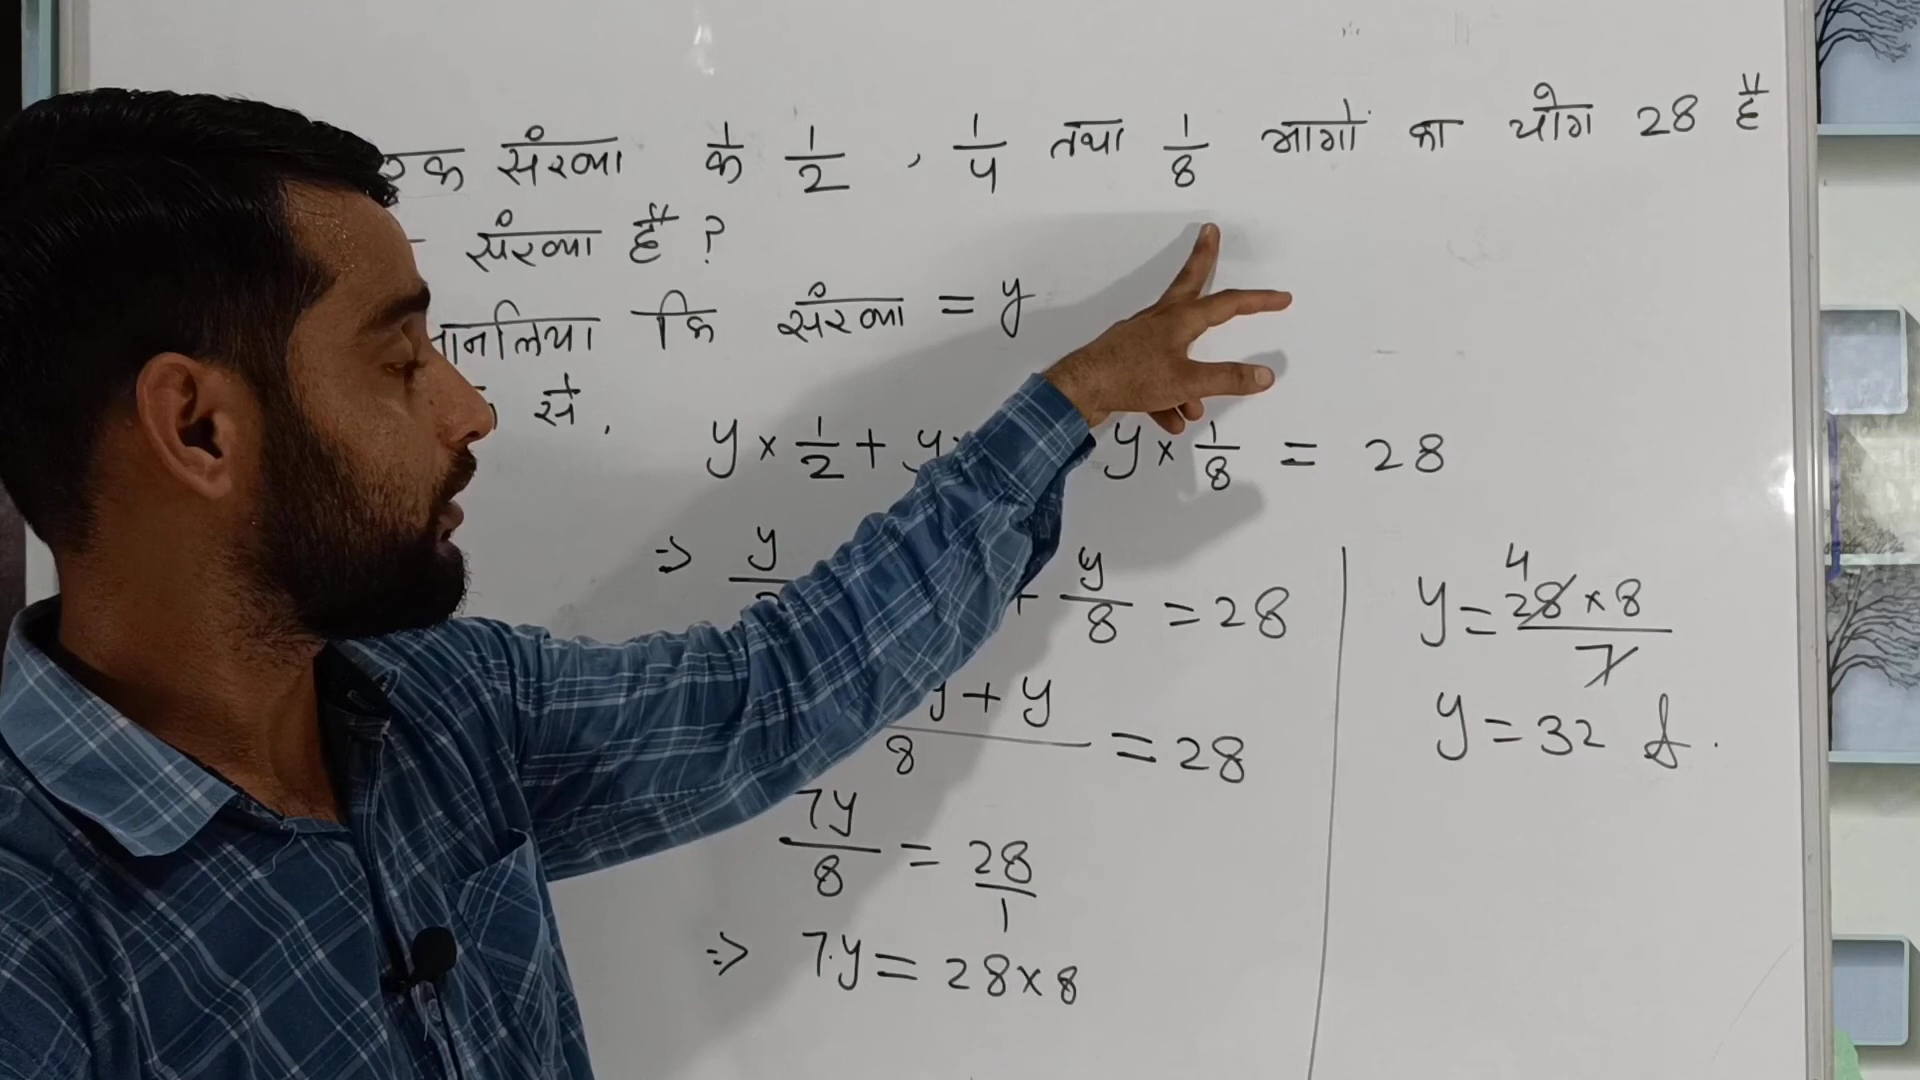 संख्या के 1/2 , 1/4 तथा 1/8 भागो का योग 28 है
संख्या है ?
कि संख्या = y
से ,
y × 1/2 + y × y × 1/8 = 28
=> y + y/8 = 28
y + y / 8 = 28
7y/8 = 28/1
=> 7.y = 28 × 8
4
y = 28 × 8 / 7
y = 32